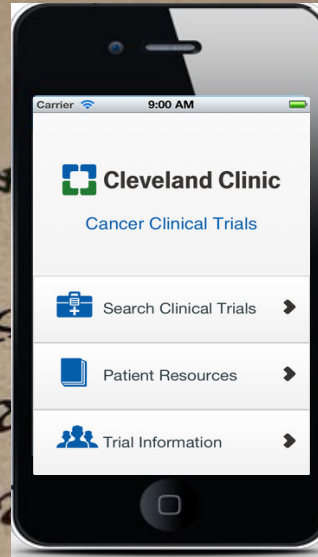 Carrier 9:00 AM
Cleveland Clinic
Cancer Clinical Trials
Search Clinical Trials
Patient Resources
Trial Information